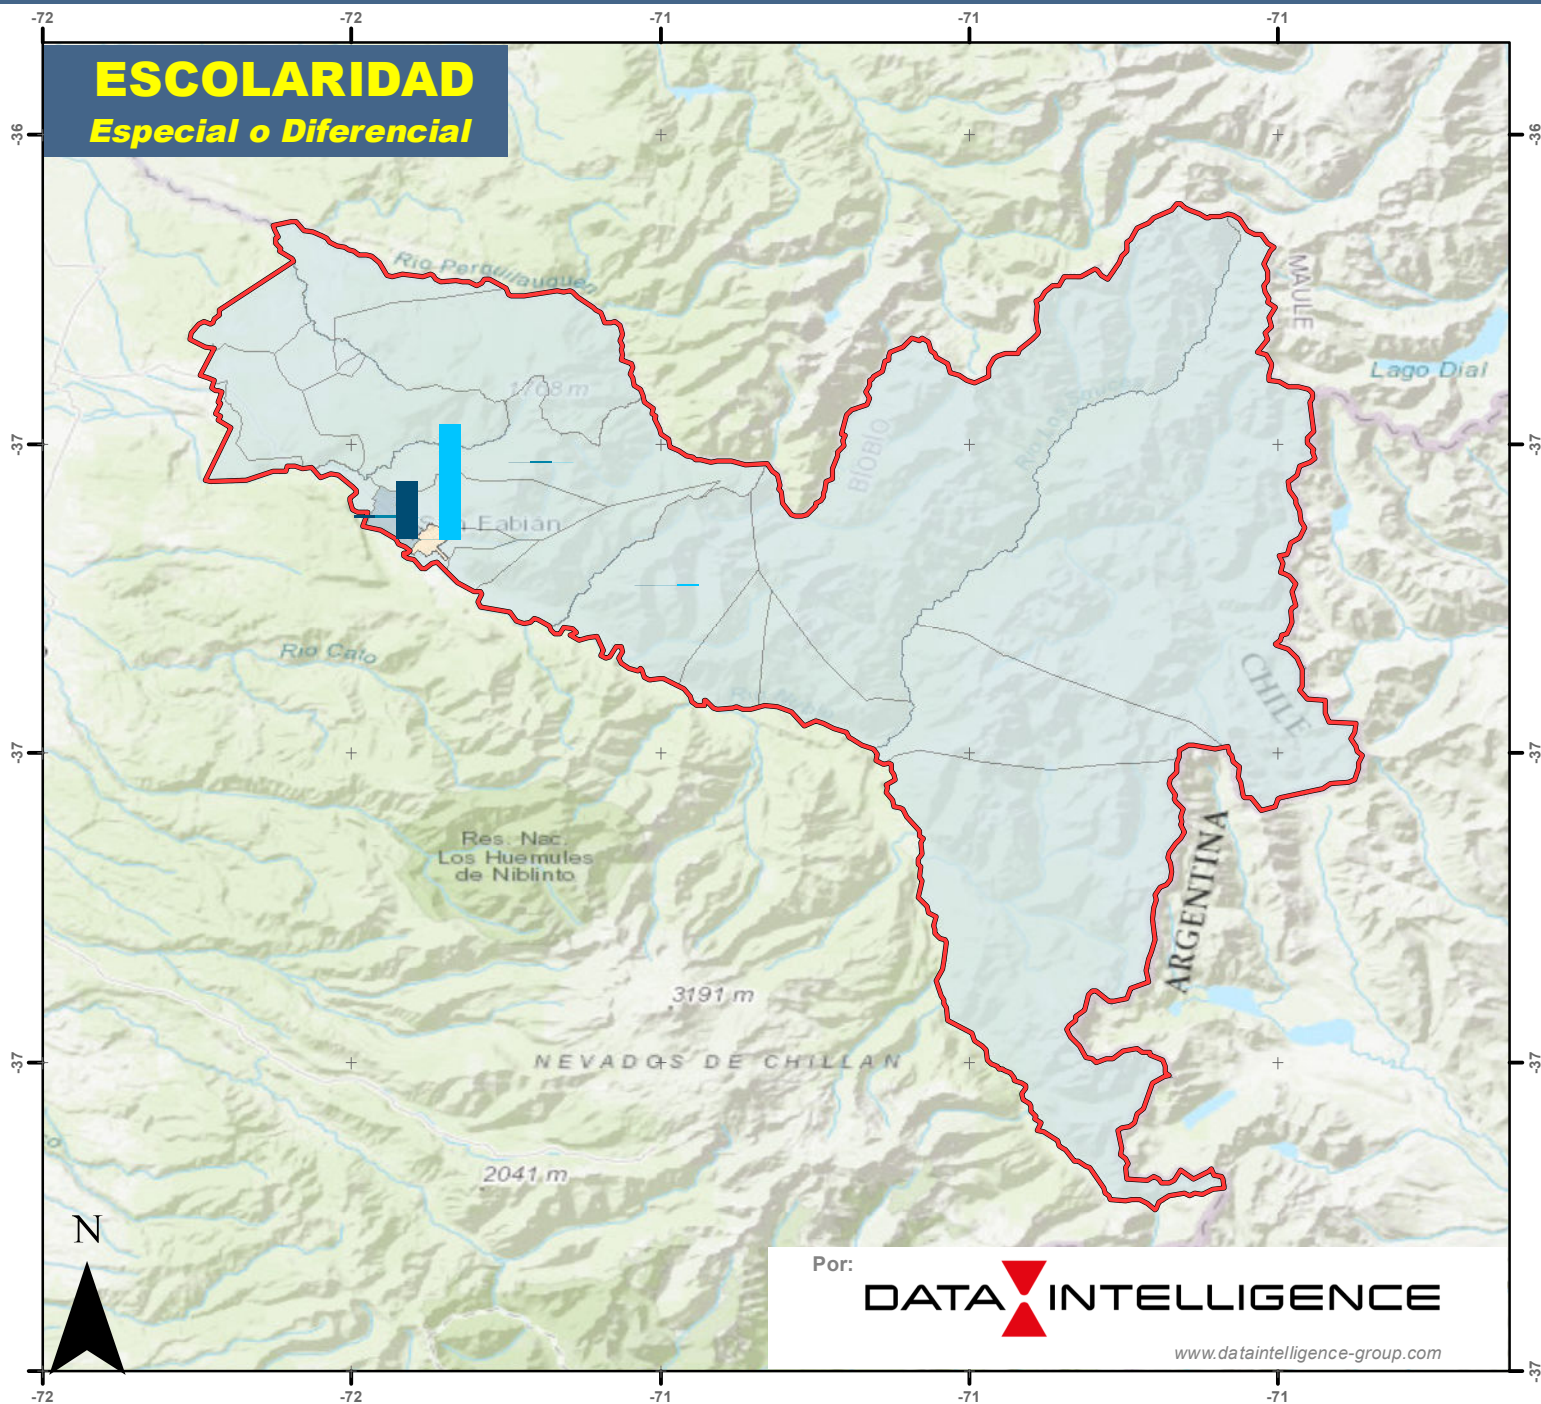 -72 -72 -71 -71 -71
ESCOLARIDAD
Especial o Diferencial
-36
-36
Rio Perquilauquen
MAULE
Lago Dial
1768 m
BIOBIO
-37
-37
San Fabián
Rio Cato
CHILE
-37
-37
Res. Nac.
Los Huemules
de Niblinto
ARGENTINA
3191 m
NEVADOS DE CHILLAN
-37
-37
2041 m
N
Por:
DATA INTELLIGENCE
www.dataintelligence-group.com
-37
-72 -72 -71 -71 -71